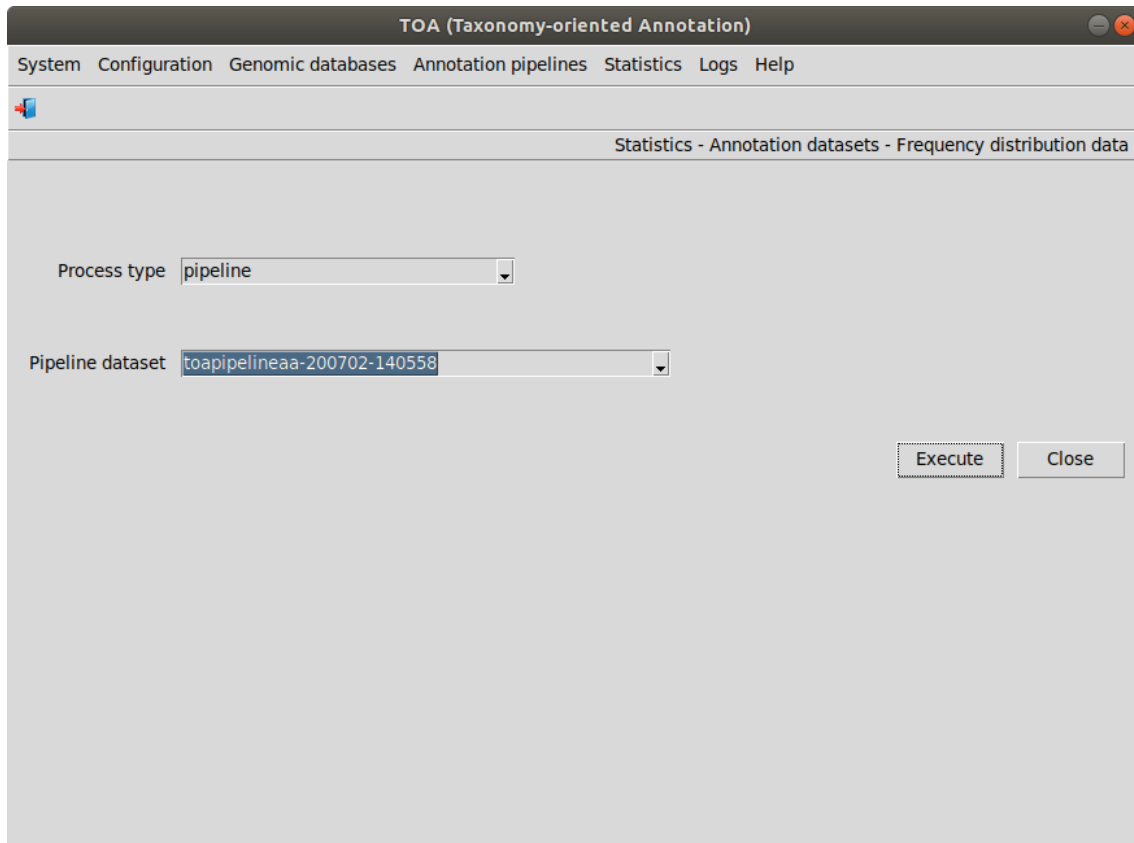 TOA (Taxonomy-oriented Annotation)
System Configuration Genomic databases Annotation pipelines Statistics Logs Help
Statistics - Annotation datasets - Frequency distribution data
Process type pipeline
Pipeline dataset toapipelineaa-200702-140558
Execute Close